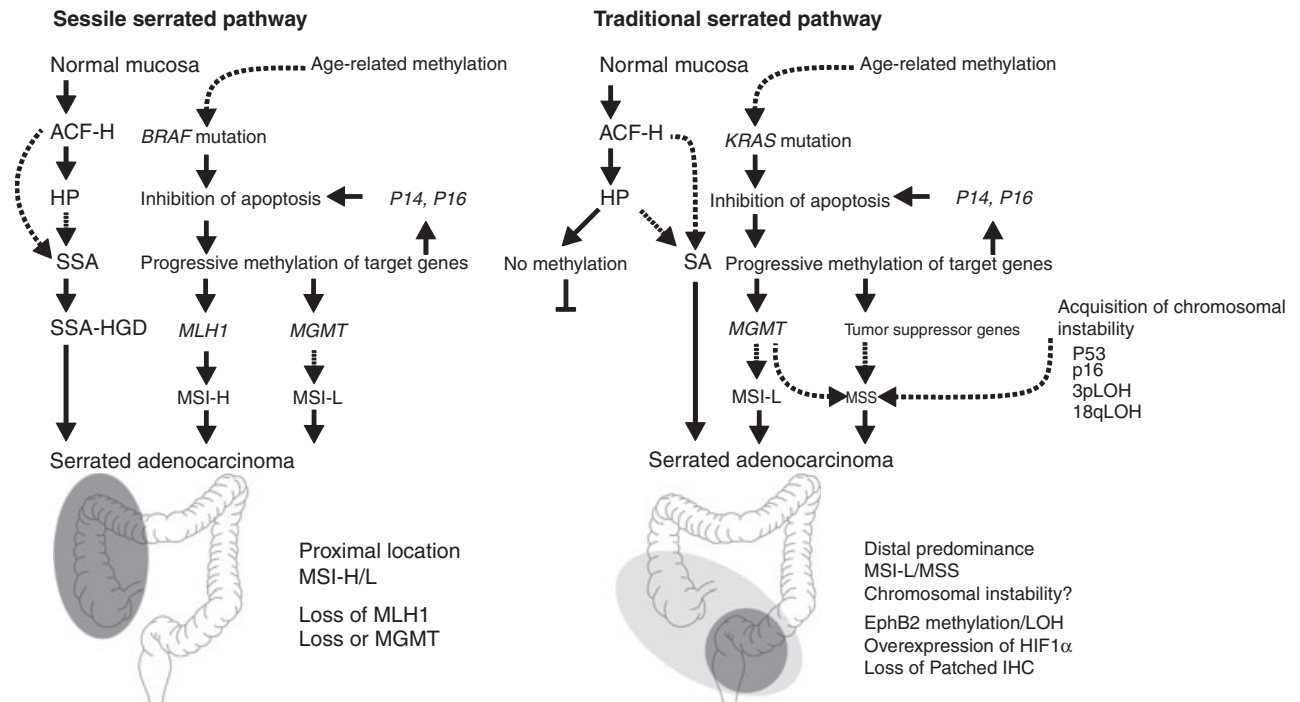 Sessile serrated pathway
Normal mucosa
Age-related methylation
ACF-H
BRAF mutation
HP
Inhibition of apoptosis
P14, P16
SSA
Progressive methylation of target genes
SSA-HGD
MLH1
MGMT
MSI-H
MSI-L
Serrated adenocarcinoma
Proximal location
MSI-H/L
Loss of MLH1
Loss or MGMT
Traditional serrated pathway
Normal mucosa
Age-related methylation
ACF-H
KRAS mutation
HP
Inhibition of apoptosis
P14, P16
No methylation
SA
Progressive methylation of target genes
MGMT
Tumor suppressor genes
Acquisition of chromosomal
instability
P53
p16
3pLOH
18qLOH
MSI-L
MSS
Serrated adenocarcinoma
Distal predominance
MSI-L/MSS
Chromosomal instability?
EphB2 methylation/LOH
Overexpression of HIF1α
Loss of Patched IHC